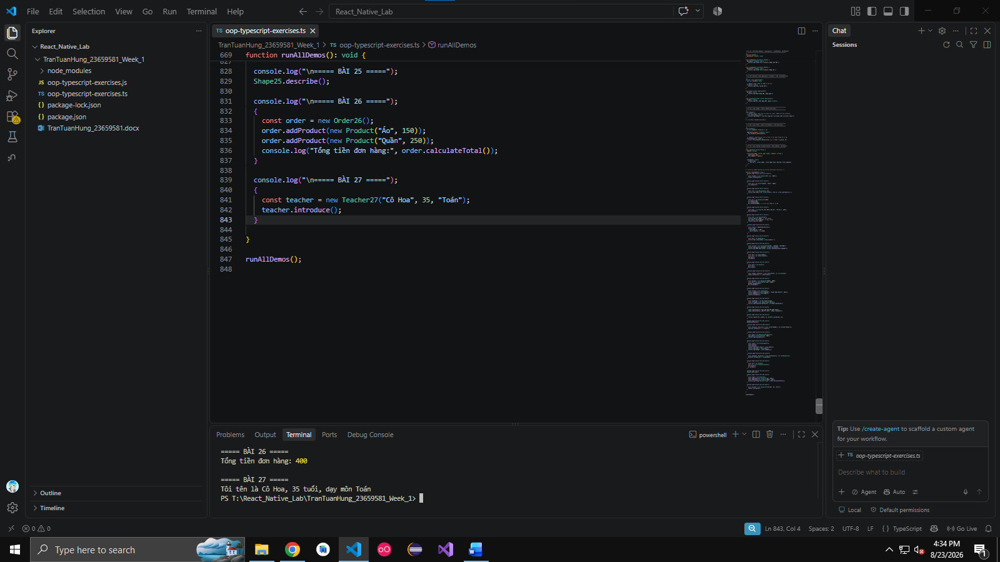 File Edit Selection View Go Run Terminal Help
React_Native_Lab
Explorer
React_Native_Lab
TranTuanHung_23659581_Week_1
node_modules
JS oop-typescript-exercises.js
TS oop-typescript-exercises.ts
{} package-lock.json
{} package.json
TranTuanHung_23659581.docx
Outline
Timeline
TS oop-typescript-exercises.ts
TranTuanHung_23659581_Week_1 > TS oop-typescript-exercises.ts > runAllDemos
669 function runAllDemos(): void {
827
828 console.log("\n===== BÀI 25 =====");
829 Shape25.describe();
830
831 console.log("\n===== BÀI 26 =====");
832 {
833 const order = new Order26();
834 order.addProduct(new Product("Áo", 150));
835 order.addProduct(new Product("Quần", 250));
836 console.log("Tổng tiền đơn hàng:", order.calculateTotal());
837 }
838
839 console.log("\n===== BÀI 27 =====");
840 {
841 const teacher = new Teacher27("Cô Hoa", 35, "Toán");
842 teacher.introduce();
843 }
844
845 }
846
847 runAllDemos();
848
Problems Output Terminal Ports Debug Console
powershell
===== BÀI 26 =====
Tổng tiền đơn hàng: 400
===== BÀI 27 =====
Tôi tên là Cô Hoa, 35 tuổi, dạy môn Toán
PS T:\React_Native_Lab\TranTuanHung_23659581_Week_1>
Chat
Sessions
Tip: Use /create-agent to scaffold a custom agent
for your workflow.
TS oop-typescript-exercises.ts
Describe what to build
Agent Auto
Local Default permissions
0 0
Ln 843, Col 4 Spaces: 2 UTF-8 LF {} TypeScript Go Live
Type here to search
4:34 PM
8/23/2026
1